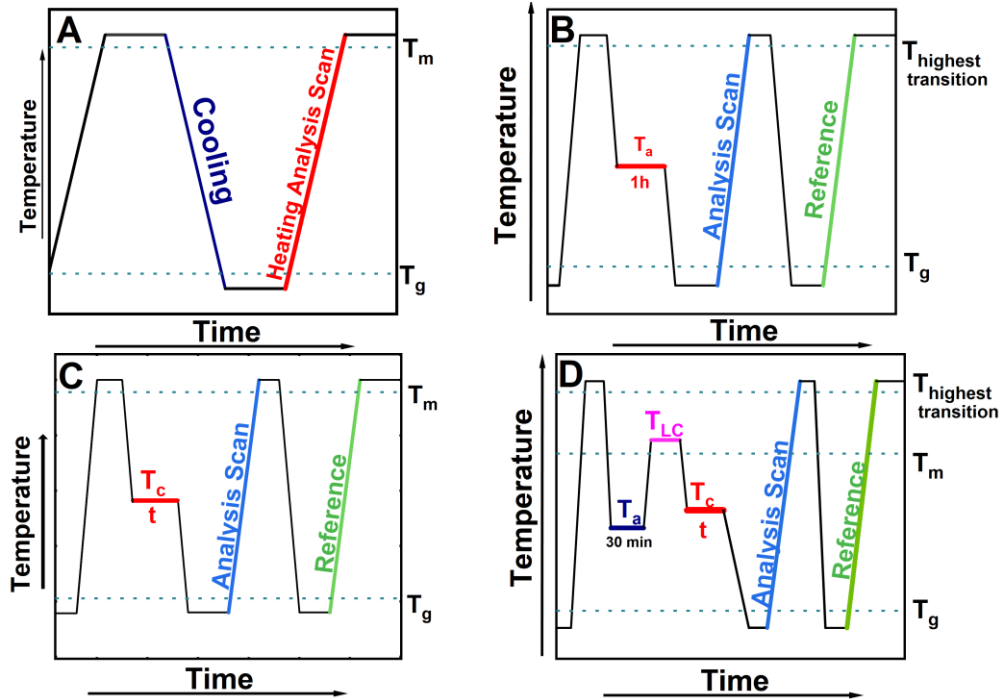 A
Temperature
Cooling
Heating Analysis Scan
Tm
Tg
Time
B
Temperature
Ta
1h
Analysis Scan
Reference
Thighest
transition
Tg
Time
C
Temperature
Tc
t
Analysis Scan
Reference
Tm
Tg
Time
D
Temperature
Ta
30 min
TLC
Tc
t
Analysis Scan
Reference
Thighest
transition
Tm
Tg
Time